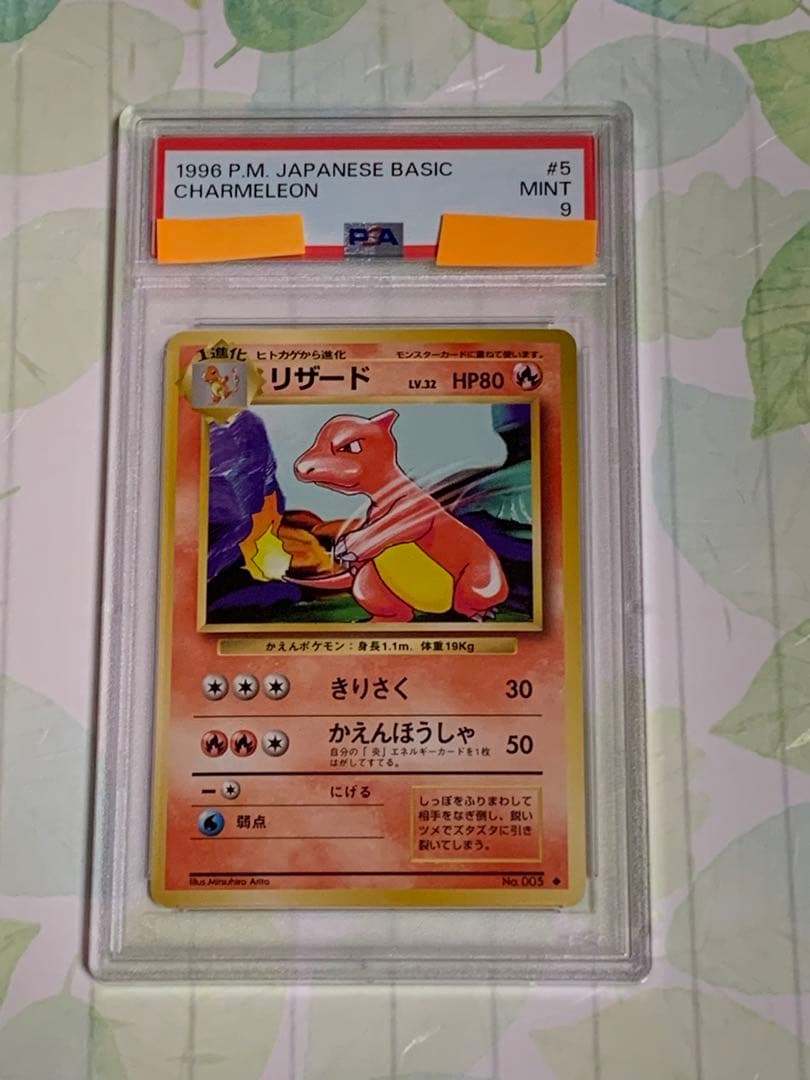 1996 P.M. JAPANESE BASIC #5
CHARMELEON MINT
9
PSA
1進化 ヒトカゲから進化 モンスターカードに重ねて使います。
リザード LV.32 HP80
かえんポケモン：身長1.1m. 体重19Kg
きりさく 30
かえんほうしゃ 50
自分の「炎」エネルギーカードを1枚
はがしてすてる。
にげる
弱点
しっぽをふりまわして
相手をなぎ倒し、鋭い
ツメでズタズタに引き
裂いてしまう。
Illus.Mitsuhiro Arita No. 005